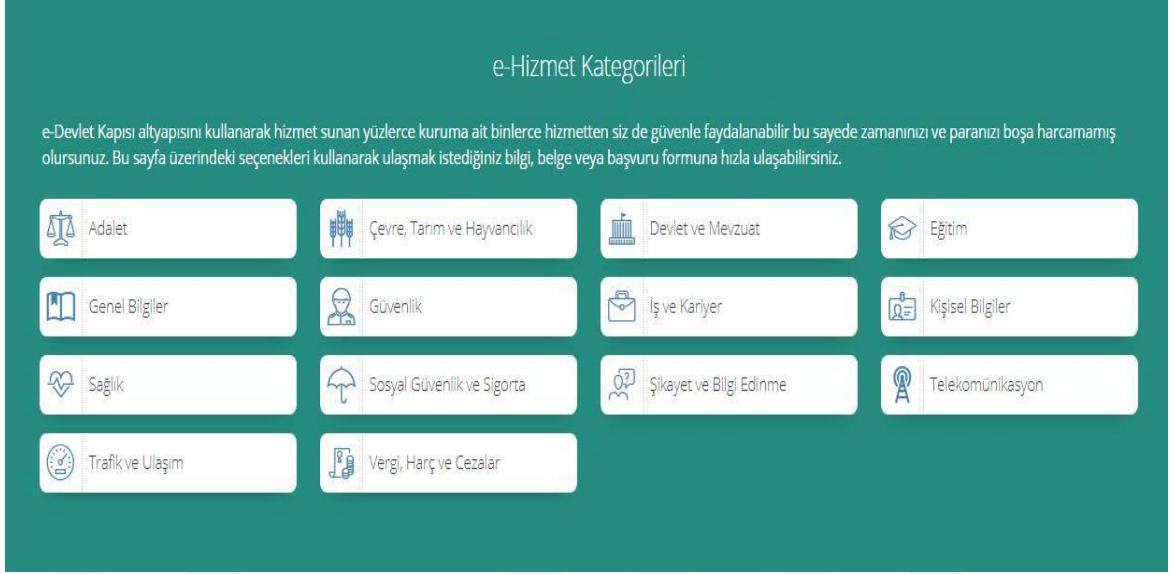 e-Hizmet Kategorileri
e-Devlet Kapısı altyapısını kullanarak hizmet sunan yüzlerce kuruma ait binlerce hizmetten siz de güvenle faydalanabilir bu sayede zamanınızı ve paranızı boşa harcamamış
olursunuz. Bu sayfa üzerindeki seçenekleri kullanarak ulaşmak istediğiniz bilgi, belge veya başvuru formuna hızla ulaşabilirsiniz.
Adalet
Çevre, Tarım ve Hayvancılık
Devlet ve Mevzuat
Eğitim
Genel Bilgiler
Güvenlik
İş ve Kariyer
Kişisel Bilgiler
Sağlık
Sosyal Güvenlik ve Sigorta
Şikayet ve Bilgi Edinme
Telekomünikasyon
Trafik ve Ulaşım
Vergi, Harç ve Cezalar